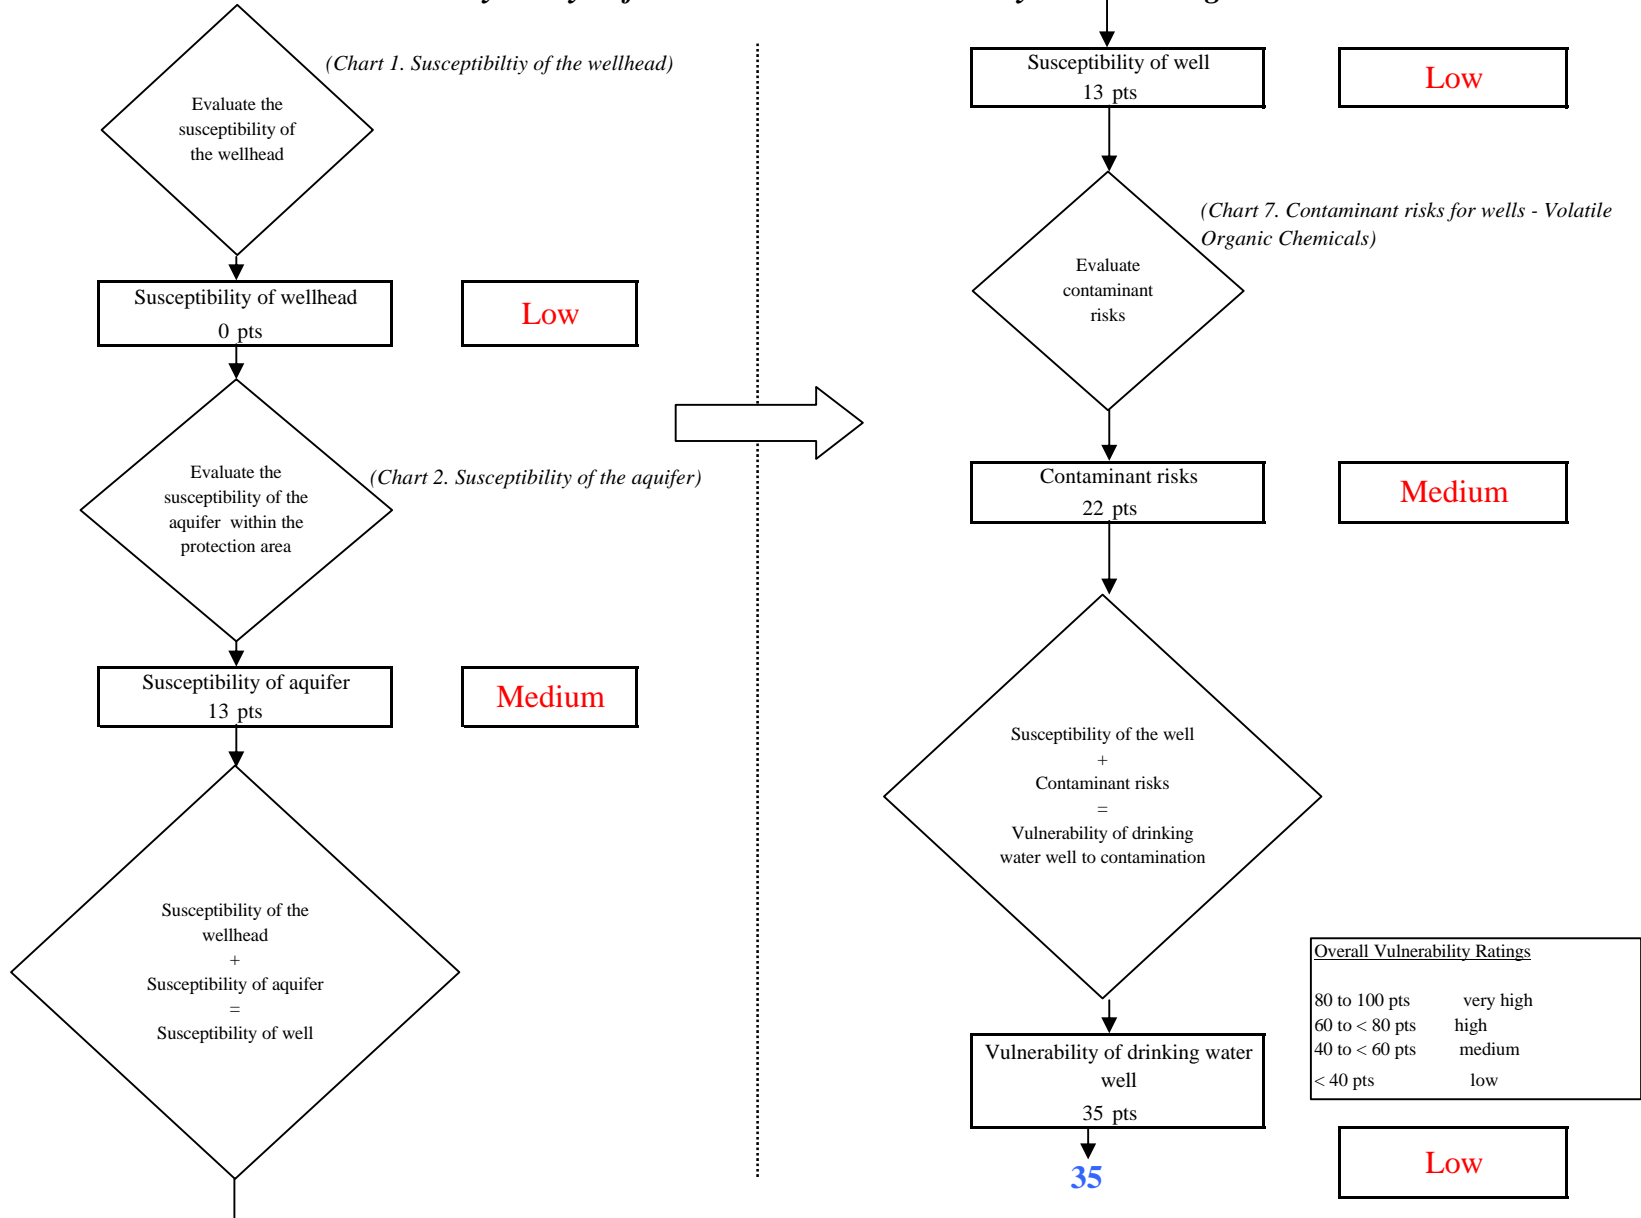 (Chart 1. Susceptibiltiy of the wellhead)
Evaluate the
susceptibility of
the wellhead
Susceptibility of wellhead
0 pts
Low
Evaluate the
susceptibility of the
aquifer within the
protection area
(Chart 2. Susceptibility of the aquifer)
Susceptibility of aquifer
13 pts
Medium
Susceptibility of the
wellhead
+
Susceptibility of aquifer
=
Susceptibility of well
Susceptibility of well
13 pts
Low
(Chart 7. Contaminant risks for wells - Volatile
Organic Chemicals)
Evaluate
contaminant
risks
Contaminant risks
22 pts
Medium
Susceptibility of the well
+
Contaminant risks
=
Vulnerability of drinking
water well to contamination
Overall Vulnerability Ratings
80 to 100 pts very high
60 to < 80 pts high
40 to < 60 pts medium
< 40 pts low
Vulnerability of drinking water
well
35 pts
35
Low